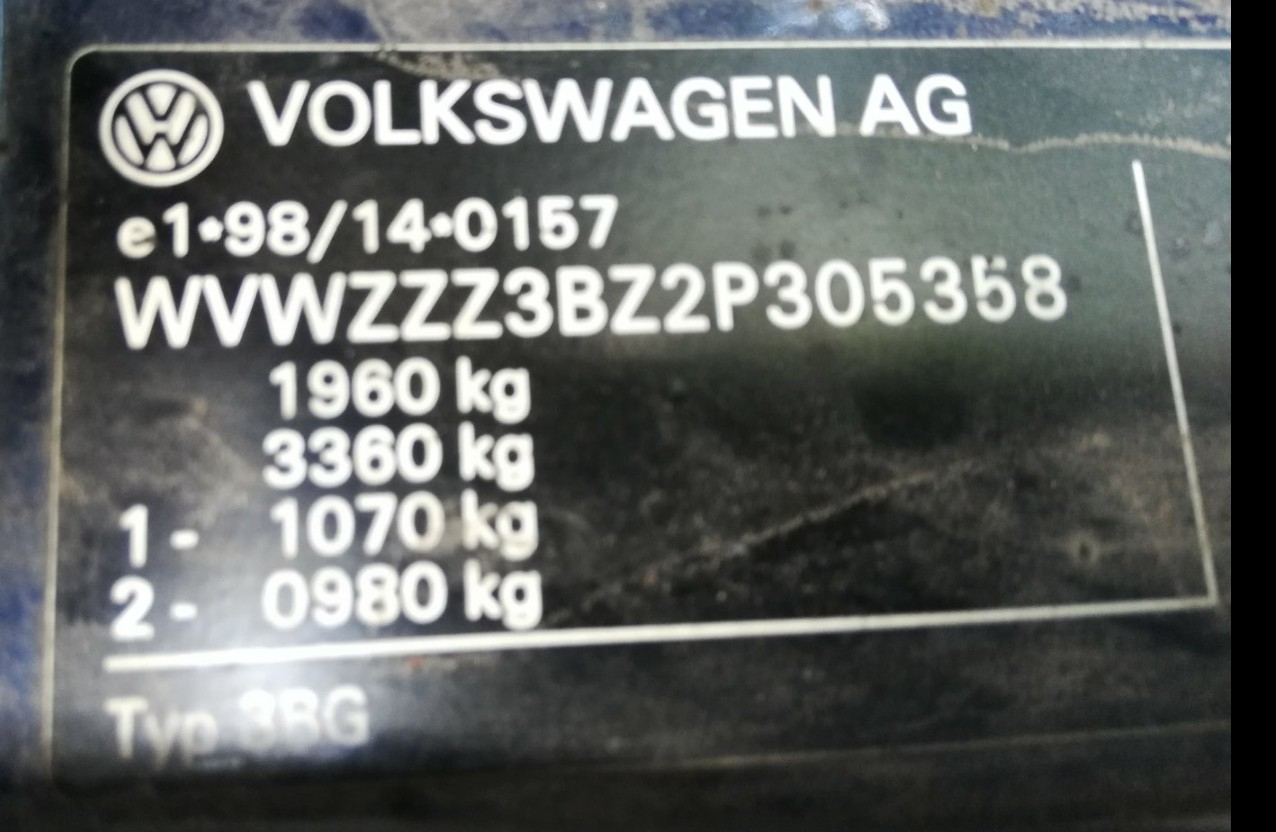 VOLKSWAGEN AG
e1*98/14*0157
WVWZZZ3BZ2P305358
1960 kg
3360 kg
1 - 1070 kg
2 - 0980 kg
Typ 3BG